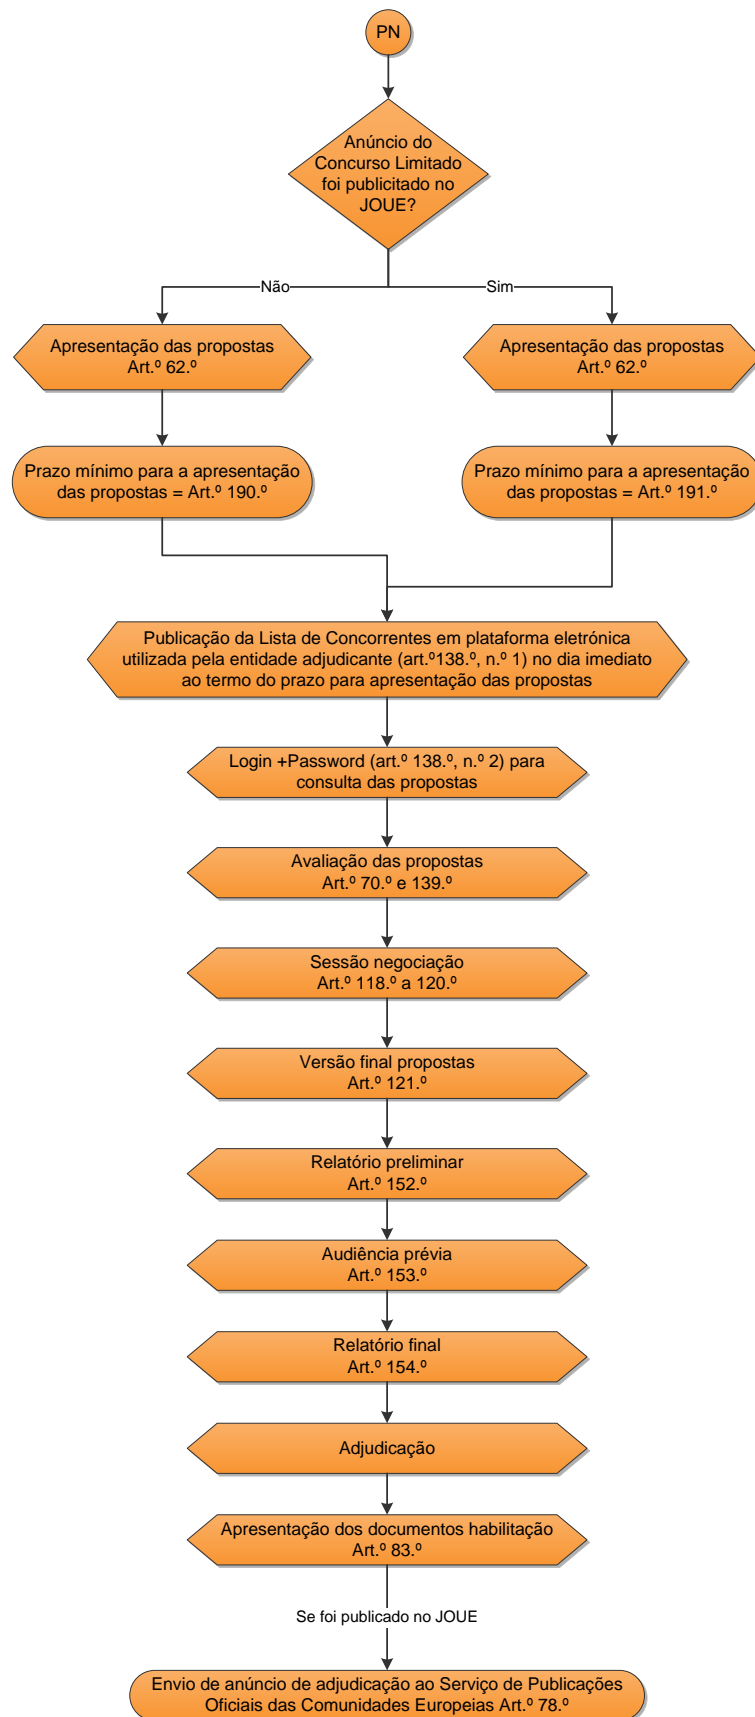 PN
Anúncio do
Concurso Limitado
foi publicitado no
JOUE?
Não
Sim
Apresentação das propostas
Art.º 62.º
Apresentação das propostas
Art.º 62.º
Prazo mínimo para a apresentação
das propostas = Art.º 190.º
Prazo mínimo para a apresentação
das propostas = Art.º 191.º
Publicação da Lista de Concorrentes em plataforma eletrónica
utilizada pela entidade adjudicante (art.º138.º, n.º 1) no dia imediato
ao termo do prazo para apresentação das propostas
Login +Password (art.º 138.º, n.º 2) para
consulta das propostas
Avaliação das propostas
Art.º 70.º e 139.º
Sessão negociação
Art.º 118.º a 120.º
Versão final propostas
Art.º 121.º
Relatório preliminar
Art.º 152.º
Audiência prévia
Art.º 153.º
Relatório final
Art.º 154.º
Adjudicação
Apresentação dos documentos habilitação
Art.º 83.º
Se foi publicado no JOUE
Envio de anúncio de adjudicação ao Serviço de Publicações
Oficiais das Comunidades Europeias Art.º 78.º